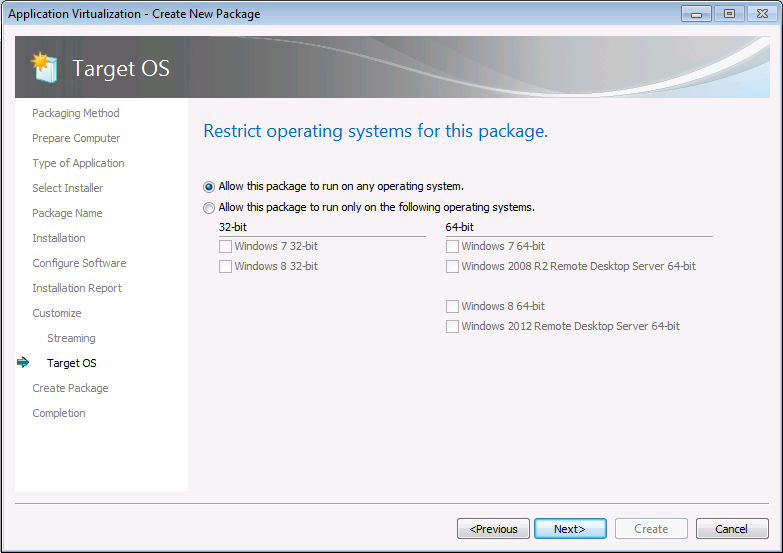 Application Virtualization - Create New Package
Target OS
Packaging Method
Prepare Computer
Type of Application
Select Installer
Package Name
Installation
Configure Software
Installation Report
Customize
Streaming
Target OS
Create Package
Completion
Restrict operating systems for this package.
Allow this package to run on any operating system.
Allow this package to run only on the following operating systems.
32-bit
Windows 7 32-bit
Windows 8 32-bit
64-bit
Windows 7 64-bit
Windows 2008 R2 Remote Desktop Server 64-bit
Windows 8 64-bit
Windows 2012 Remote Desktop Server 64-bit
<Previous
Next>
Create
Cancel